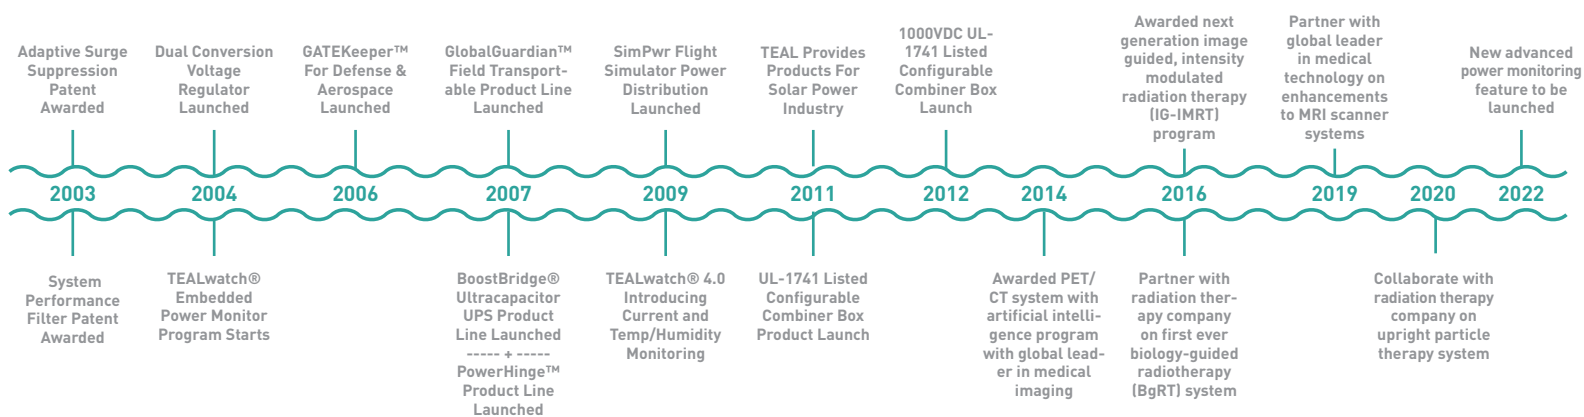 Adaptive Surge
Suppression
Patent
Awarded
Dual Conversion
Voltage
Regulator
Launched
GATEKeeper™
For Defense &
Aerospace
Launched
GlobalGuardian™
Field Transport-
able Product Line
Launched
SimPwr Flight
Simulator Power
Distribution
Launched
TEAL Provides
Products For
Solar Power
Industry
1000VDC UL-
1741 Listed
Configurable
Combiner Box
Launch
Awarded next
generation image
guided, intensity
modulated
radiation therapy
(IG-IMRT)
program
Partner with
global leader
in medical
technology on
enhancements
to MRI scanner
systems
New advanced
power monitoring
feature to be
launched
2003
2004
2006
2007
2009
2011
2012
2014
2016
2019
2020
2022
System
Performance
Filter Patent
Awarded
TEALwatch®
Embedded
Power Monitor
Program Starts
BoostBridge®
Ultracapacitor
UPS Product
Line Launched
----- + -----
PowerHinge™
Product Line
Launched
TEALwatch® 4.0
Introducing
Current and
Temp/Humidity
Monitoring
UL-1741 Listed
Configurable
Combiner Box
Product Launch
Awarded PET/
CT system with
artificial intelli-
gence program
with global lead-
er in medical
imaging
Partner with
radiation ther-
apy company
on first ever
biology-guided
radiotherapy
(BgRT) system
Collaborate with
radiation therapy
company on
upright particle
therapy system